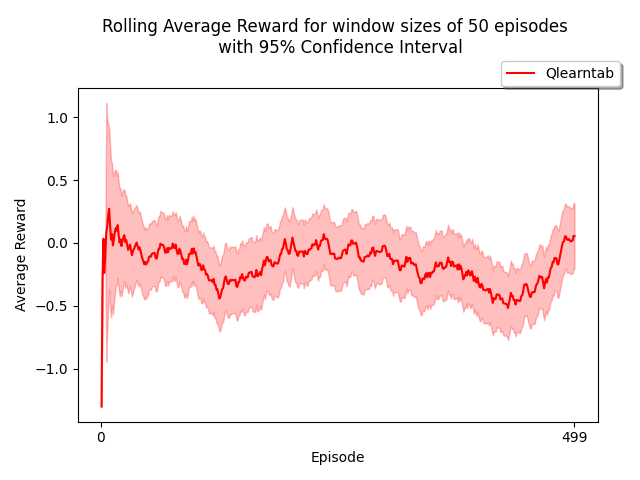 Rolling Average Reward for window sizes of 50 episodes
with 95% Confidence Interval
Qlearntab
1.0
0.5
0.0
−0.5
−1.0
Average Reward
0
499
Episode